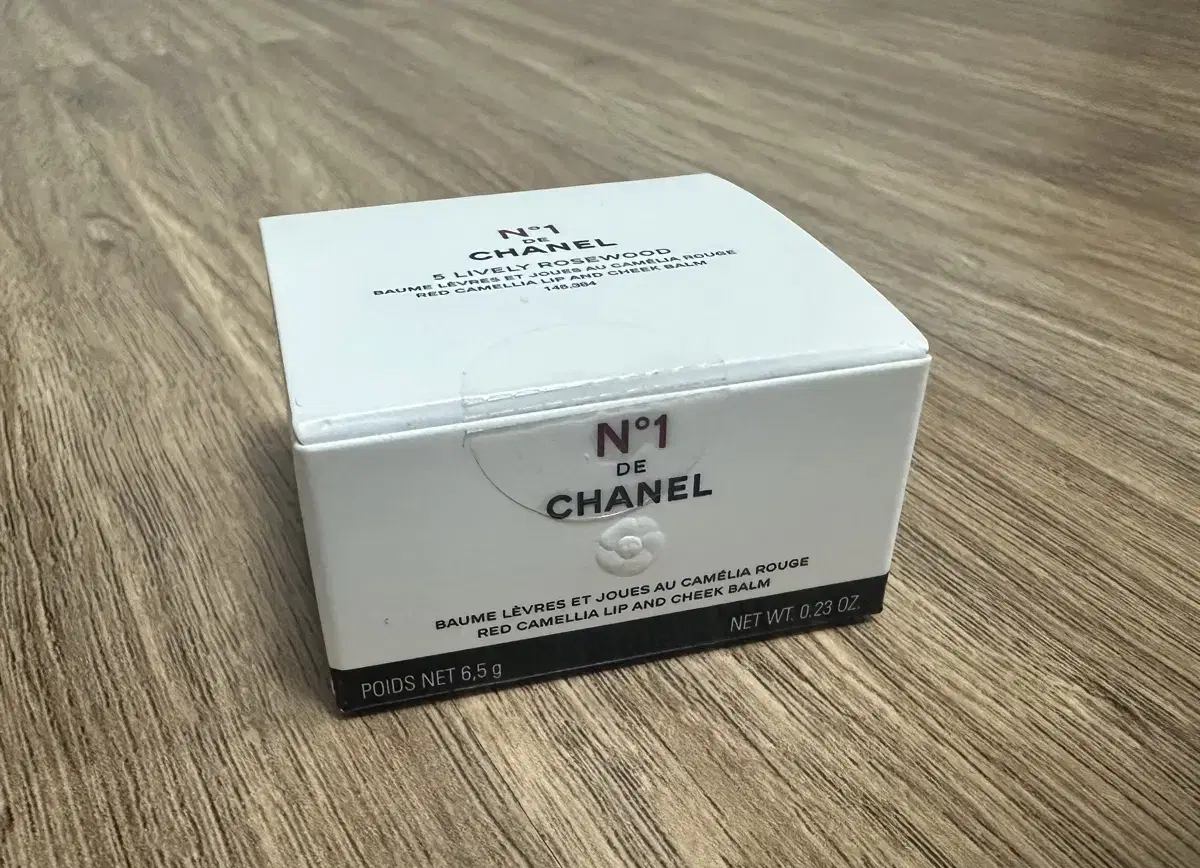 N°1
DE
CHANEL
5 LIVELY ROSEWOOD
BAUME LÈVRES ET JOUES AU CAMÉLIA ROUGE
RED CAMELLIA LIP AND CHEEK BALM
148.364
N°1
DE
CHANEL
BAUME LÈVRES ET JOUES AU CAMÉLIA ROUGE
RED CAMELLIA LIP AND CHEEK BALM
POIDS NET 6,5 g
NET WT. 0.23 OZ.